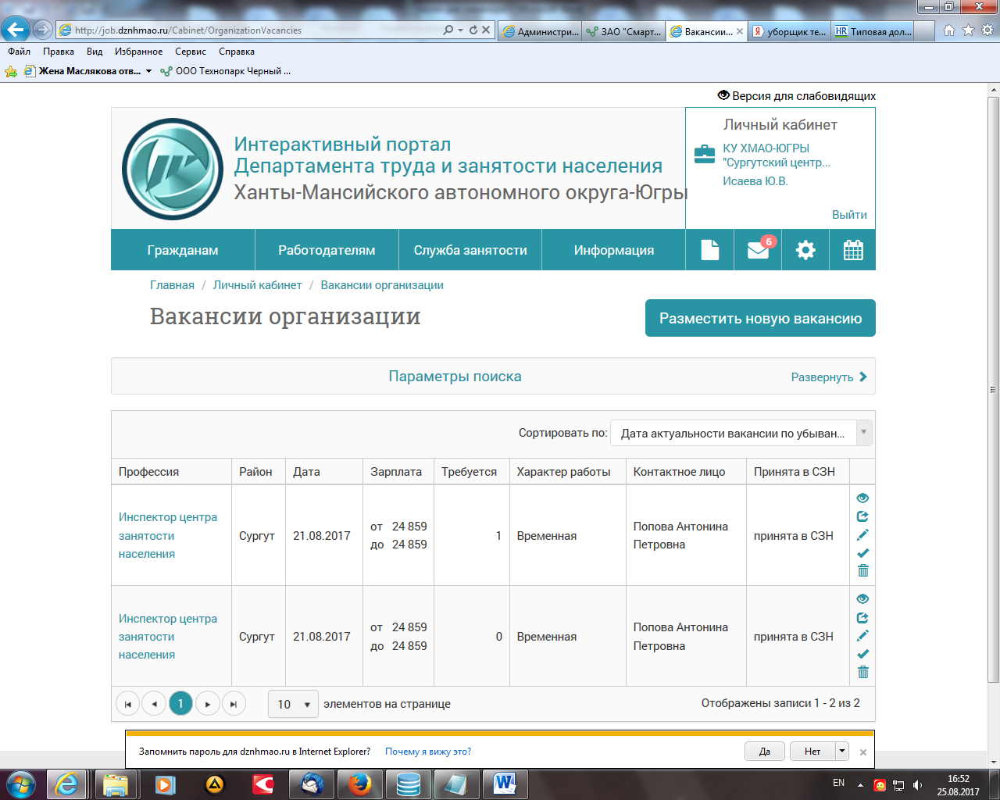 http://job.dznhmao.ru/Cabinet/OrganizationVacancies
Администри...
ЗАО "Смарт...
Вакансии...
уборщик те...
Типовая дол...
Файл Правка Вид Избранное Сервис Справка
Жена Маслякова отв...
ООО Технопарк Черный ...
Версия для слабовидящих
Интерактивный портал
Департамента труда и занятости населения
Ханты-Мансийского автономного округа-Югры
Личный кабинет
КУ ХМАО-ЮГРЫ
"Сургутский центр...
Исаева Ю.В.
Выйти
Гражданам Работодателям Служба занятости Информация 6
Главная / Личный кабинет / Вакансии организации
Вакансии организации
Разместить новую вакансию
Параметры поиска
Развернуть
Сортировать по: Дата актуальности вакансии по убыван...
Профессия Район Дата Зарплата Требуется Характер работы Контактное лицо Принята в СЗН
Инспектор центра
занятости
населения
Сургут
21.08.2017
от 24 859
до 24 859
1
Временная
Попова Антонина
Петровна
принята в СЗН
Инспектор центра
занятости
населения
Сургут
21.08.2017
от 24 859
до 24 859
0
Временная
Попова Антонина
Петровна
принята в СЗН
1 10 элементов на странице
Отображены записи 1 - 2 из 2
Запомнить пароль для dznhmao.ru в Internet Explorer? Почему я вижу это? Да Нет
EN
16:52
25.08.2017